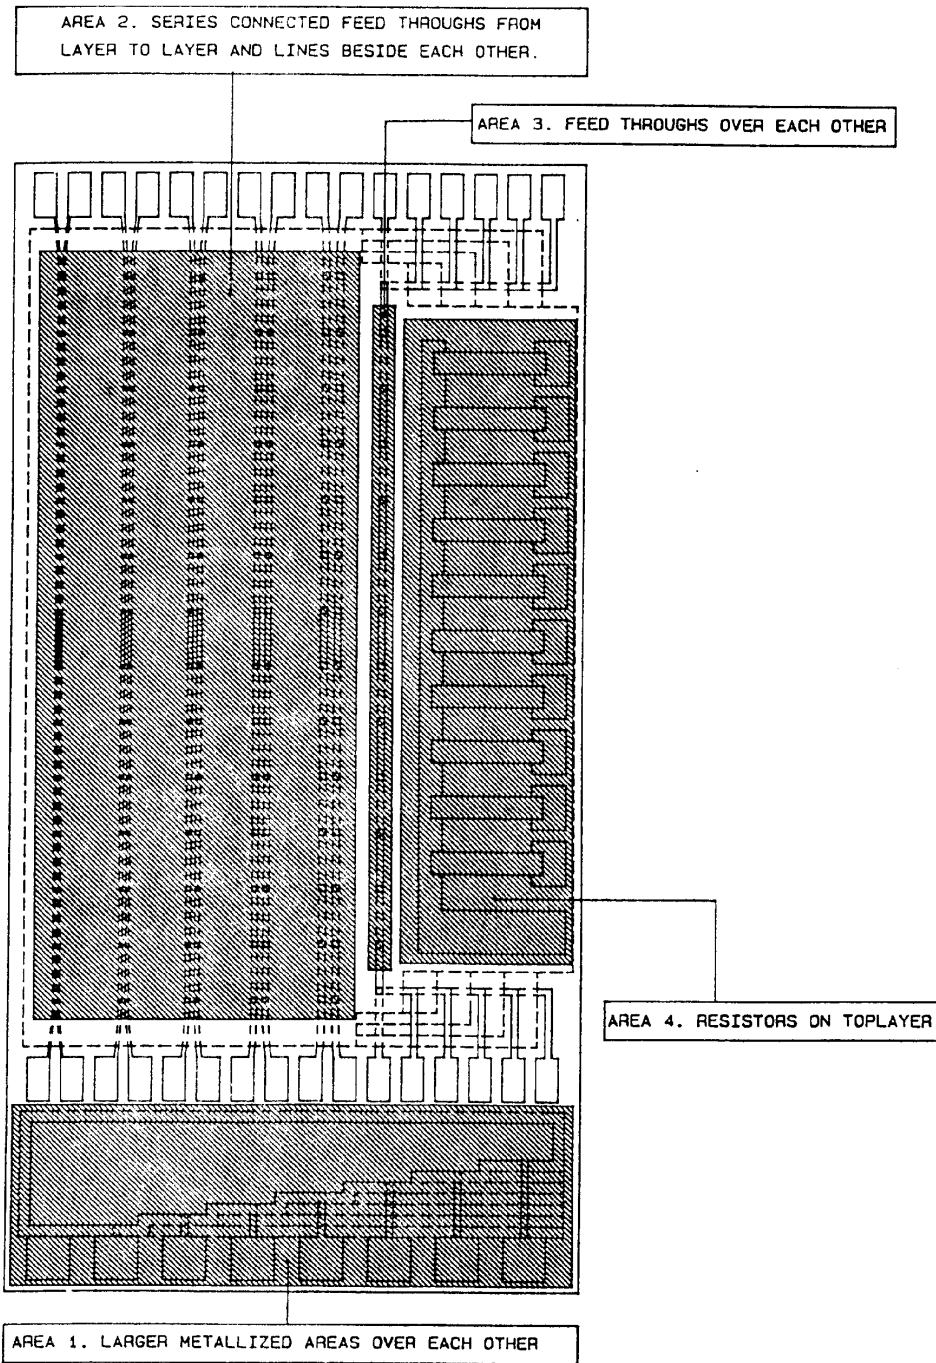 AREA 2. SERIES CONNECTED FEED THROUGHS FROM
LAYER TO LAYER AND LINES BESIDE EACH OTHER.
AREA 3. FEED THROUGHS OVER EACH OTHER
AREA 4. RESISTORS ON TOPLAYER
AREA 1. LARGER METALLIZED AREAS OVER EACH OTHER